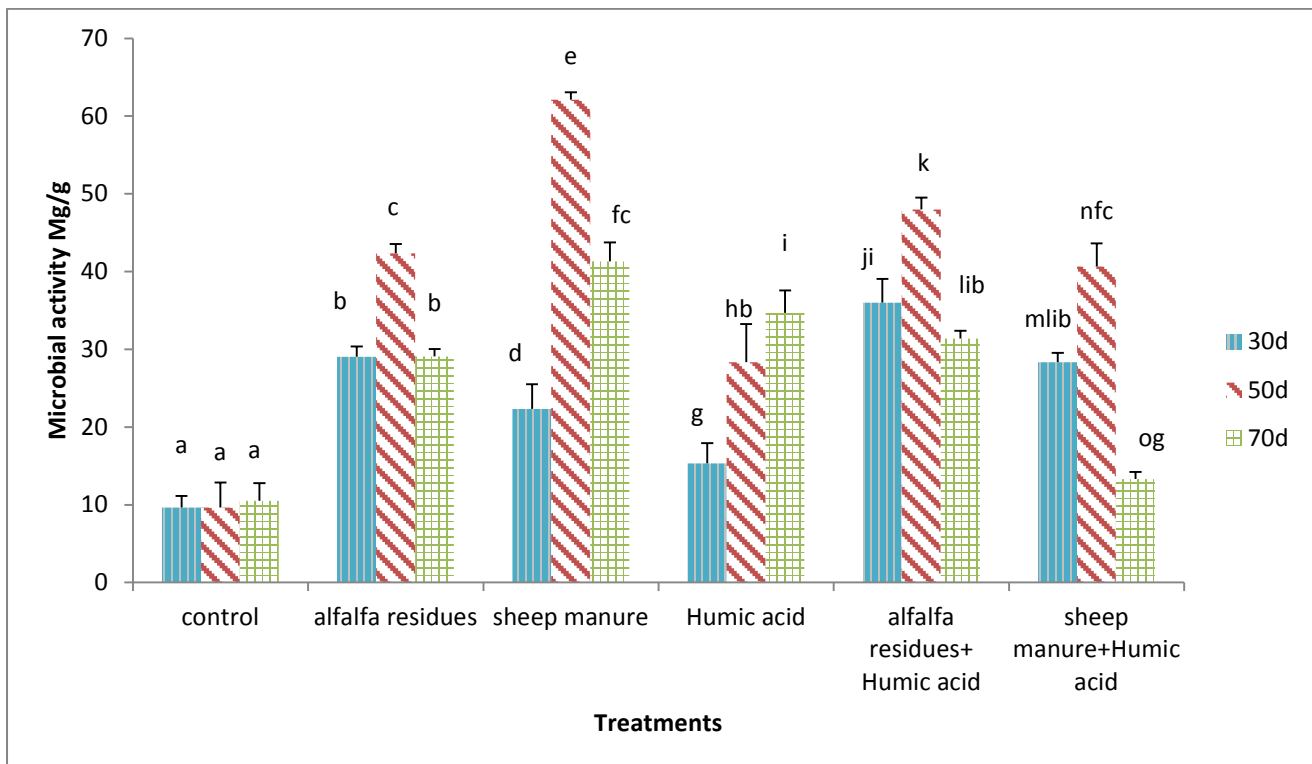 70
60
50
40
30
20
10
0
Microbial activity Mg/g
a
a
a
b
c
b
d
e
fc
g
hb
i
ji
k
lib
mlib
nfc
og
control
alfalfa residues
sheep manure
Humic acid
alfalfa
residues+
Humic acid
sheep
manure+Humic
acid
Treatments
30d
50d
70d